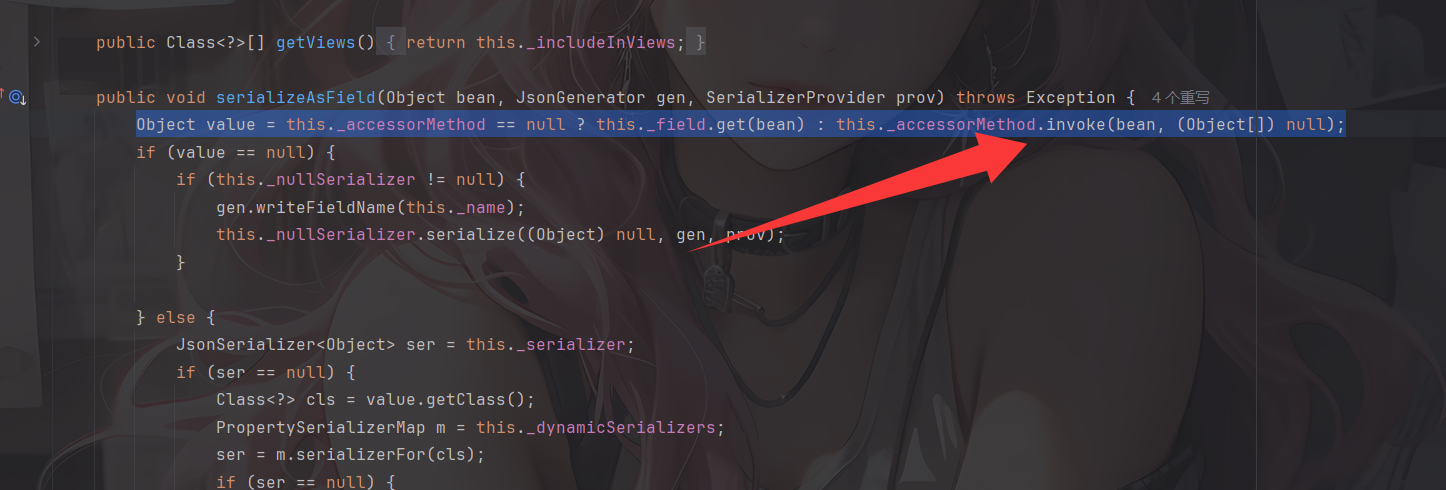 public Class<?>[] getViews() { return this._includeInViews; }
public void serializeAsField(Object bean, JsonGenerator gen, SerializerProvider prov) throws Exception { 4个重写
Object value = this._accessorMethod == null ? this._field.get(bean) : this._accessorMethod.invoke(bean, (Object[]) null);
if (value == null) {
if (this._nullSerializer != null) {
gen.writeFieldName(this._name);
this._nullSerializer.serialize((Object) null, gen, prov);
}
} else {
JsonSerializer<Object> ser = this._serializer;
if (ser == null) {
Class<?> cls = value.getClass();
PropertySerializerMap m = this._dynamicSerializers;
ser = m.serializerFor(cls);
if (ser == null) {